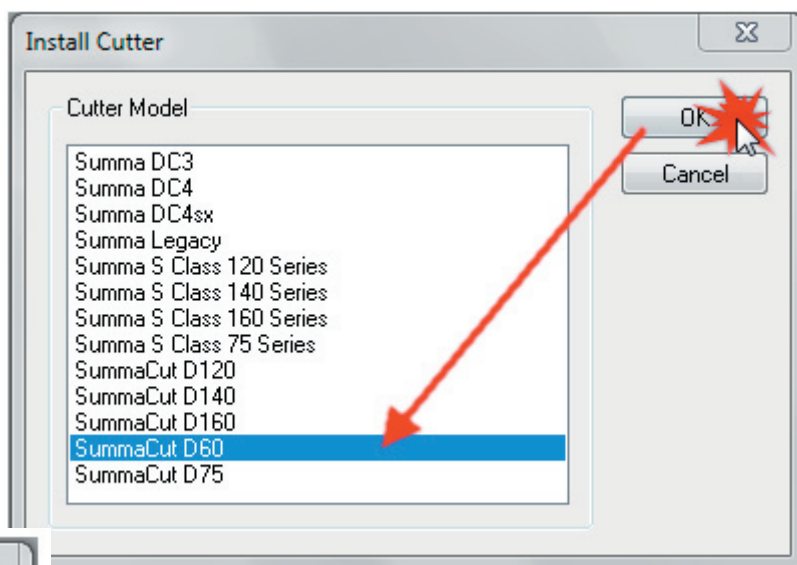 Install Cutter
Cutter Model
Summa DC3
Summa DC4
Summa DC4sx
Summa Legacy
Summa S Class 120 Series
Summa S Class 140 Series
Summa S Class 160 Series
Summa S Class 75 Series
SummaCut D120
SummaCut D140
SummaCut D160
SummaCut D60
SummaCut D75
OK
Cancel